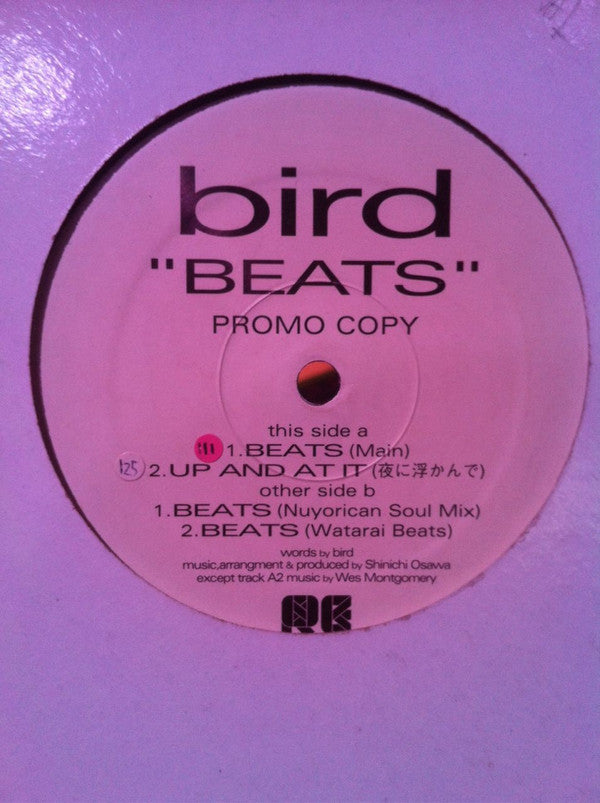 bird
"BEATS"
PROMO COPY
this side a
1.BEATS (Main)
125 2.UP AND AT IT (夜に浮かんで)
other side b
1.BEATS (Nuyorican Soul Mix)
2.BEATS (Watarai Beats)
words by bird
music,arrangment & produced by Shinichi Osawa
except track A2 music by Wes Montgomery